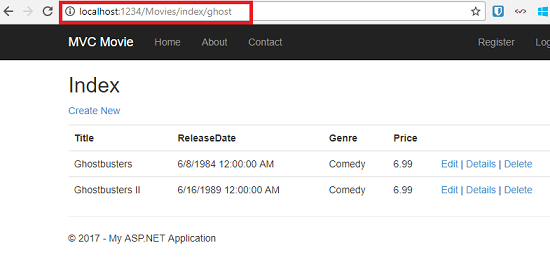 localhost:1234/Movies/index/ghost
MVC Movie Home About Contact Register Log
Index
Create New
Title ReleaseDate Genre Price
Ghostbusters 6/8/1984 12:00:00 AM Comedy 6.99 Edit | Details | Delete
Ghostbusters II 6/16/1989 12:00:00 AM Comedy 6.99 Edit | Details | Delete
© 2017 - My ASP.NET Application